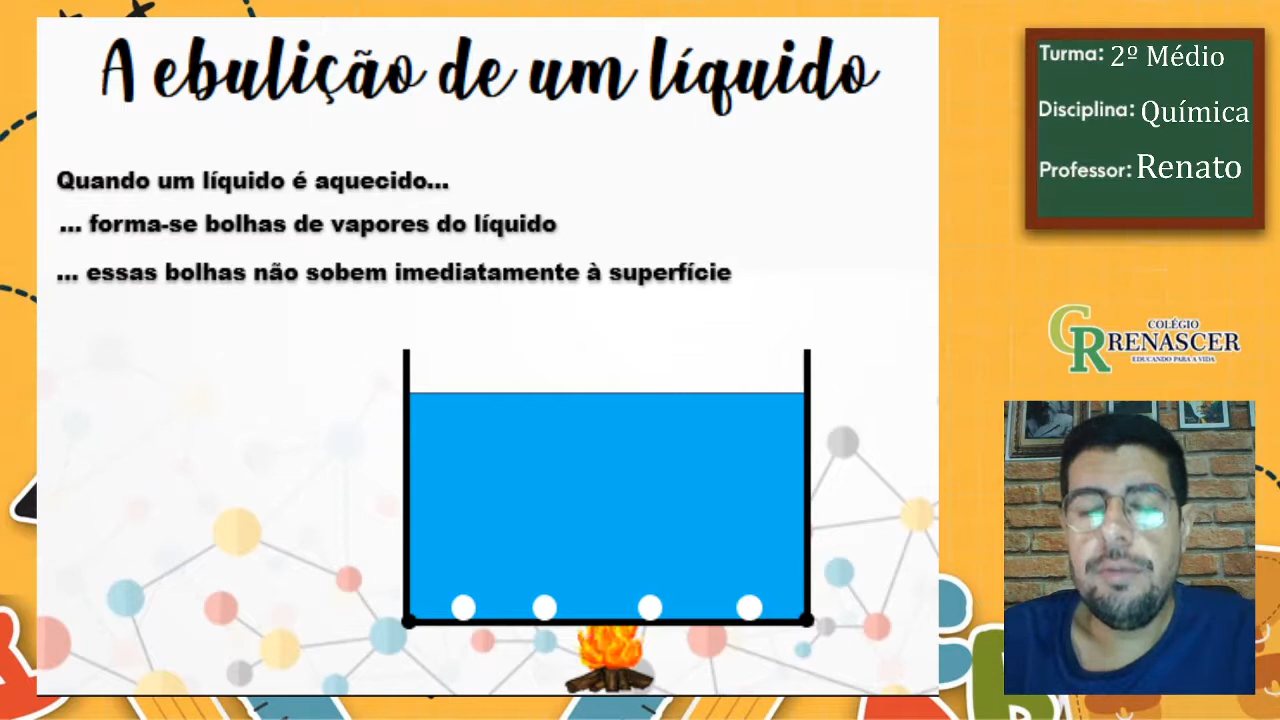 A ebulição de um líquido
Quando um líquido é aquecido...
... forma-se bolhas de vapores do líquido
... essas bolhas não sobem imediatamente à superfície
Turma: 2º Médio
Disciplina: Química
Professor: Renato
CR
COLÉGIO
RENASCER
EDUCANDO PARA A VIDA